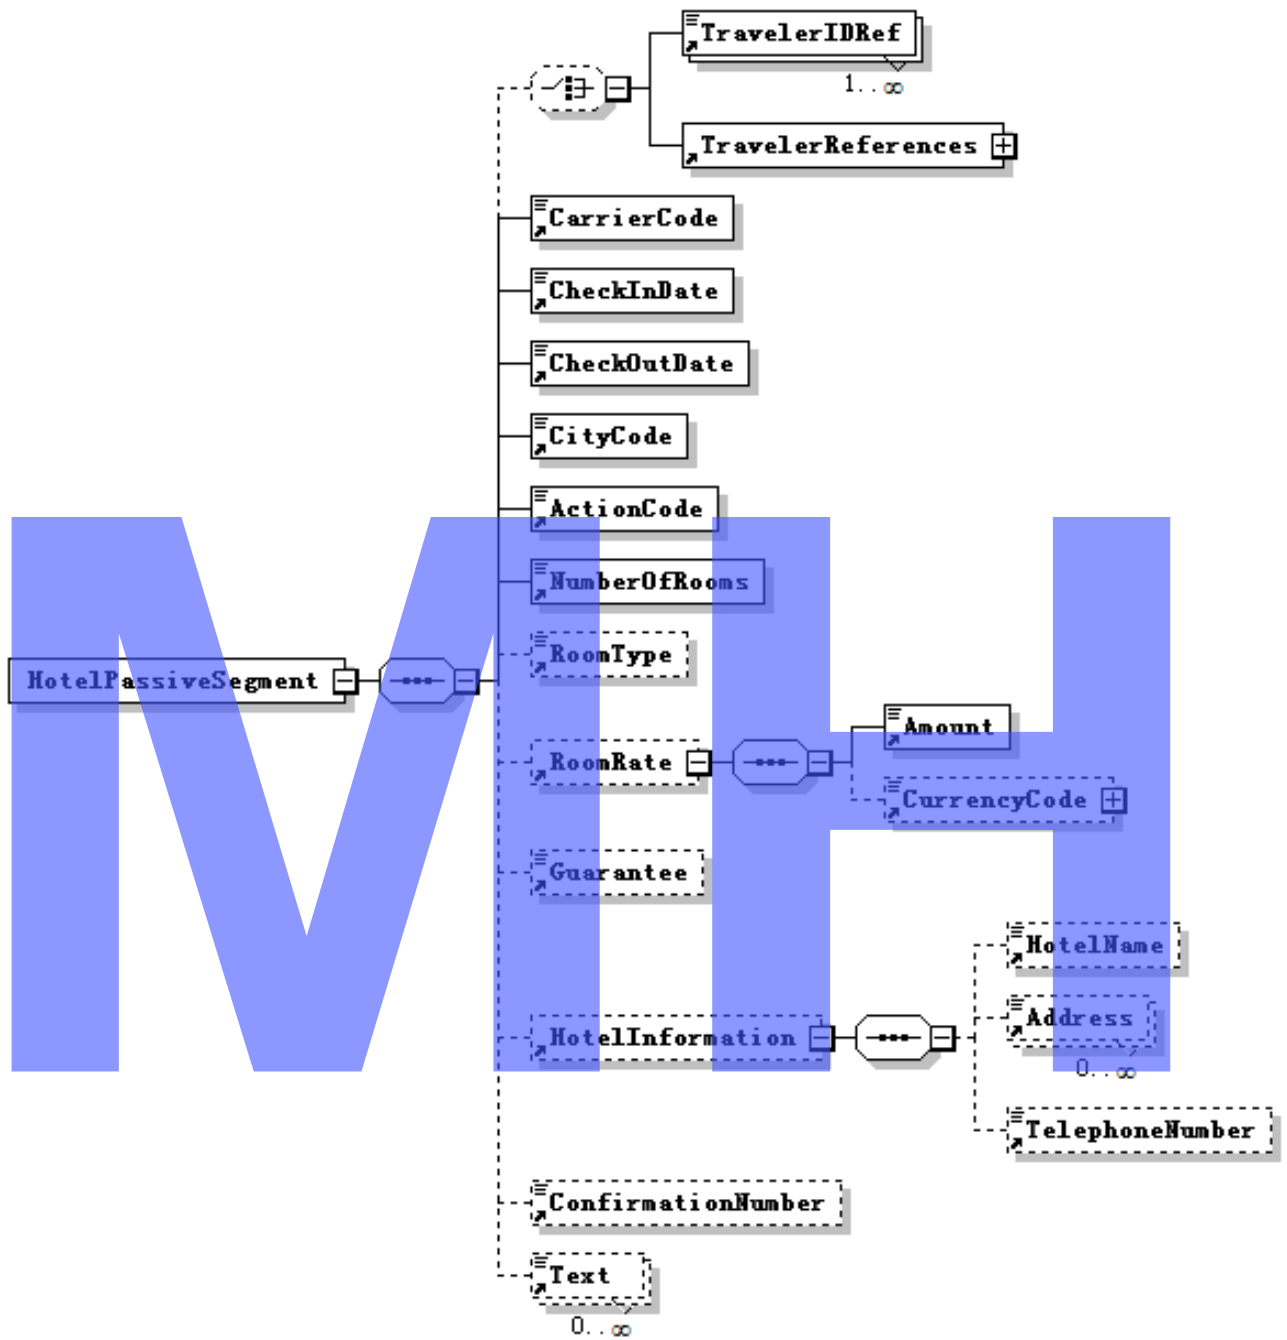 TravelerIDRef
1..∞
TravelerReferences
CarrierCode
CheckInDate
CheckOutDate
CityCode
ActionCode
NumberOfRooms
RoomType
HotelPassiveSegment
Amount
RoomRate
CurrencyCode
Guarantee
HotelName
Address
0..∞
HotelInformation
TelephoneNumber
ConfirmationNumber
Text
0..∞
MH